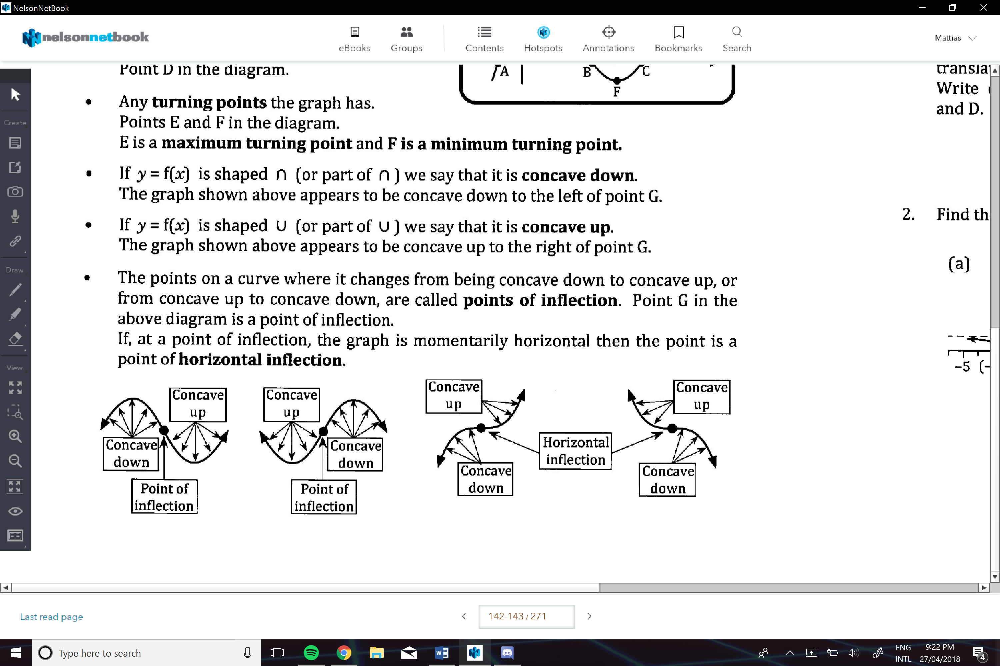 NelsonNetBook
nelsonnetbook
eBooks
Groups
Contents
Hotspots
Annotations
Bookmarks
Search
Mattias
Create
Draw
View
Point D in the diagram.
A
B
C
F
• Any turning points the graph has.
Points E and F in the diagram.
E is a maximum turning point and F is a minimum turning point.
• If y = f(x) is shaped ∩ (or part of ∩ ) we say that it is concave down.
The graph shown above appears to be concave down to the left of point G.
• If y = f(x) is shaped ∪ (or part of ∪ ) we say that it is concave up.
The graph shown above appears to be concave up to the right of point G.
• The points on a curve where it changes from being concave down to concave up, or
from concave up to concave down, are called points of inflection. Point G in the
above diagram is a point of inflection.
If, at a point of inflection, the graph is momentarily horizontal then the point is a
point of horizontal inflection.
Concave
up
Concave
down
Point of
inflection
Concave
up
Concave
down
Point of
inflection
Concave
up
Concave
down
Horizontal
inflection
Concave
up
Concave
down
transla
Write
and D.
2. Find th
(a)
–5 (–
Last read page
142-143 / 271
Type here to search
ENG
INTL
9:22 PM
27/04/2018
4